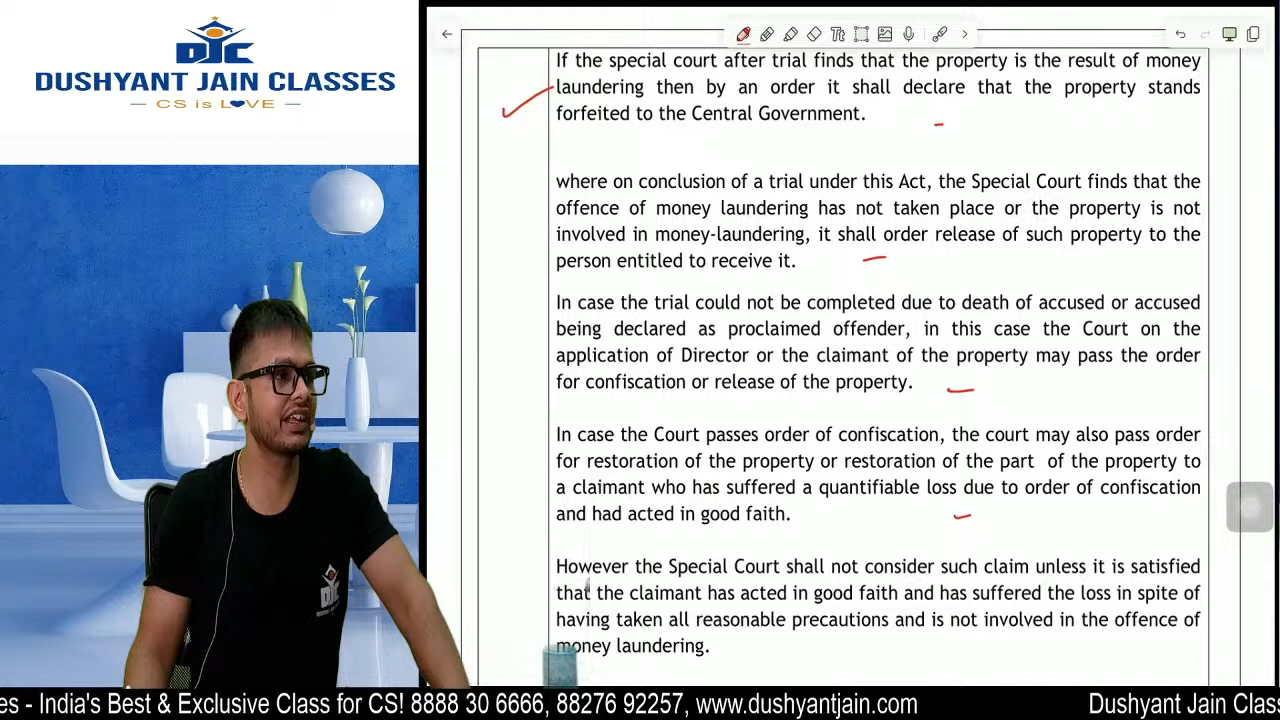 DJC
DUSHYANT JAIN CLASSES
CS is LOVE
Tt
If the special court after trial finds that the property is the result of money
laundering then by an order it shall declare that the property stands
forfeited to the Central Government.
where on conclusion of a trial under this Act, the Special Court finds that the
offence of money laundering has not taken place or the property is not
involved in money-laundering, it shall order release of such property to the
person entitled to receive it.
In case the trial could not be completed due to death of accused or accused
being declared as proclaimed offender, in this case the Court on the
application of Director or the claimant of the property may pass the order
for confiscation or release of the property.
In case the Court passes order of confiscation, the court may also pass order
for restoration of the property or restoration of the part of the property to
a claimant who has suffered a quantifiable loss due to order of confiscation
and had acted in good faith.
However the Special Court shall not consider such claim unless it is satisfied
that the claimant has acted in good faith and has suffered the loss in spite of
having taken all reasonable precautions and is not involved in the offence of
money laundering.
es - India's Best & Exclusive Class for CS! 8888 30 6666, 88276 92257, www.dushyantjain.com
Dushyant Jain Clas